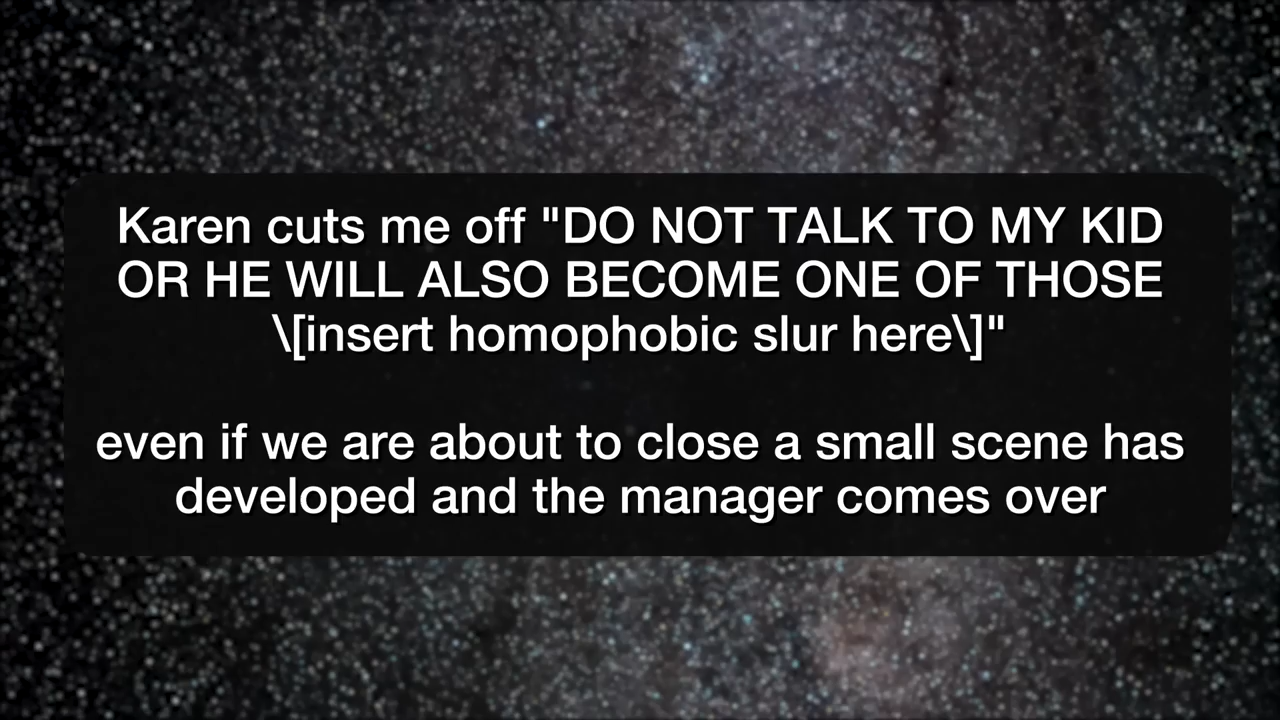 Karen cuts me off "DO NOT TALK TO MY KID
OR HE WILL ALSO BECOME ONE OF THOSE
\[insert homophobic slur here\]"
even if we are about to close a small scene has
developed and the manager comes over